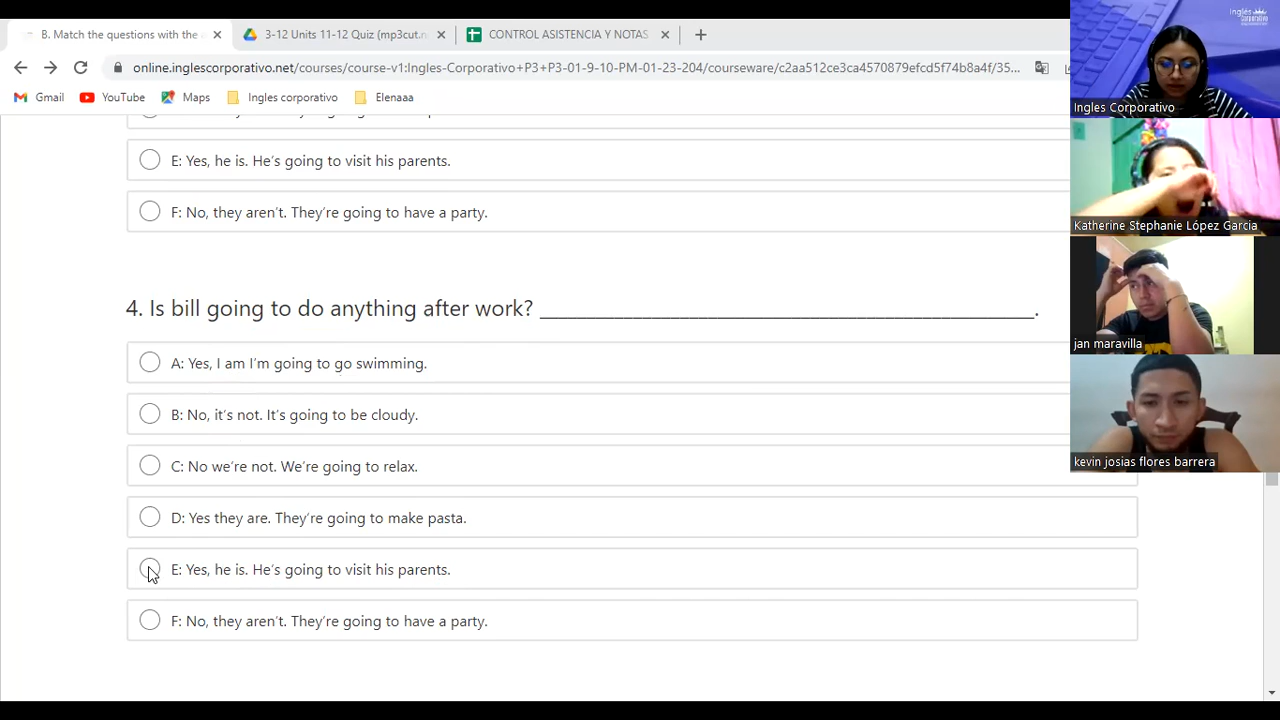 B. Match the questions with the
3-12 Units 11-12 Quiz (mp3cut_
CONTROL ASISTENCIA Y NOTAS
online.inglescorporativo.net/courses/course-v1:Ingles-Corporativo+P3+P3-01-9-10-PM-01-23-204/courseware/c2aa512ce3ca4570879efcd5f74b8a4f/35...
Gmail
YouTube
Maps
Ingles corporativo
Elenaaa
E: Yes, he is. He's going to visit his parents.
F: No, they aren't. They're going to have a party.
4. Is bill going to do anything after work? ____________________________________________.
A: Yes, I am I'm going to go swimming.
B: No, it's not. It's going to be cloudy.
C: No we're not. We're going to relax.
D: Yes they are. They're going to make pasta.
E: Yes, he is. He's going to visit his parents.
F: No, they aren't. They're going to have a party.
Inglés
Corporativo
Ingles Corporativo
Katherine Stephanie López Garcia
jan maravilla
kevin josias flores barrera